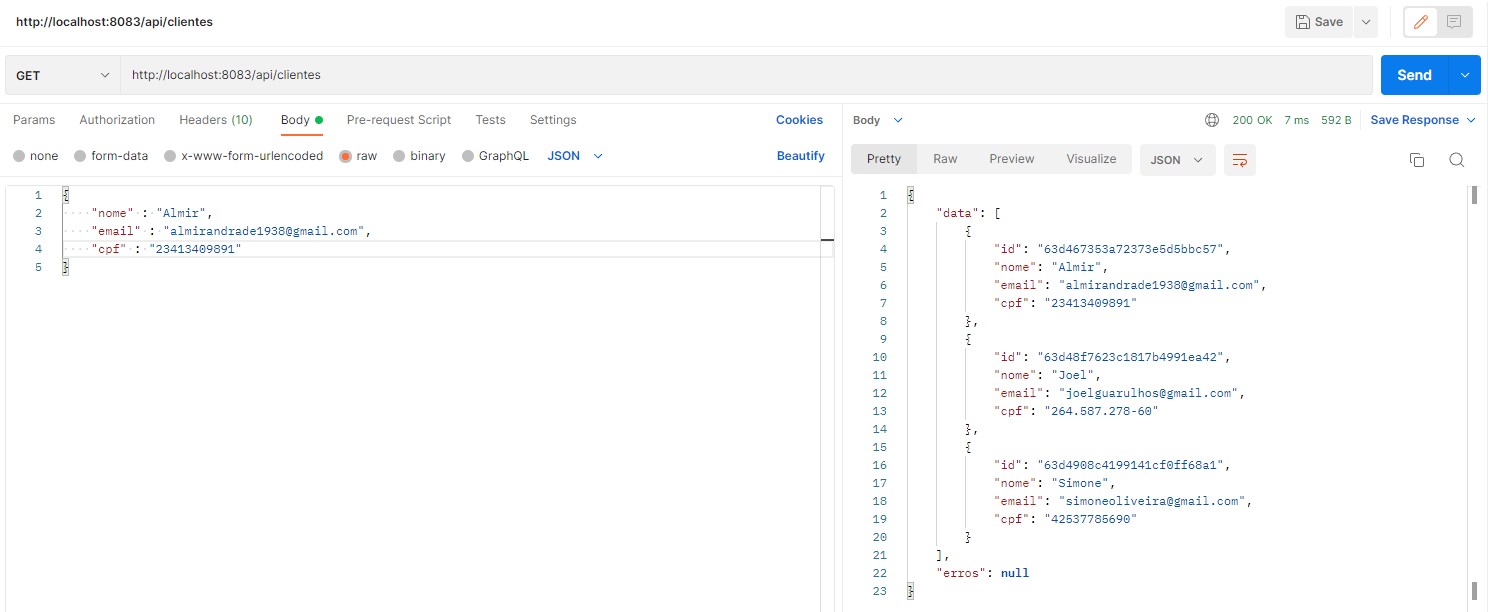 http://localhost:8083/api/clientes
Save
GET
http://localhost:8083/api/clientes
Send
Params Authorization Headers (10) Body Pre-request Script Tests Settings Cookies
none form-data x-www-form-urlencoded raw binary GraphQL JSON Beautify
1 {
2 "nome" : "Almir",
3 "email" : "almirandrade1938@gmail.com",
4 "cpf" : "23413409891"
5 }
Body 200 OK 7 ms 592 B Save Response
Pretty Raw Preview Visualize JSON
1 {
2 "data": [
3 {
4 "id": "63d467353a72373e5d5bbc57",
5 "nome": "Almir",
6 "email": "almirandrade1938@gmail.com",
7 "cpf": "23413409891"
8 },
9 {
10 "id": "63d48f7623c1817b4991ea42",
11 "nome": "Joel",
12 "email": "joelguarulhos@gmail.com",
13 "cpf": "264.587.278-60"
14 },
15 {
16 "id": "63d4908c4199141cf0ff68a1",
17 "nome": "Simone",
18 "email": "simoneoliveira@gmail.com",
19 "cpf": "42537785690"
20 }
21 ],
22 "erros": null
23 }